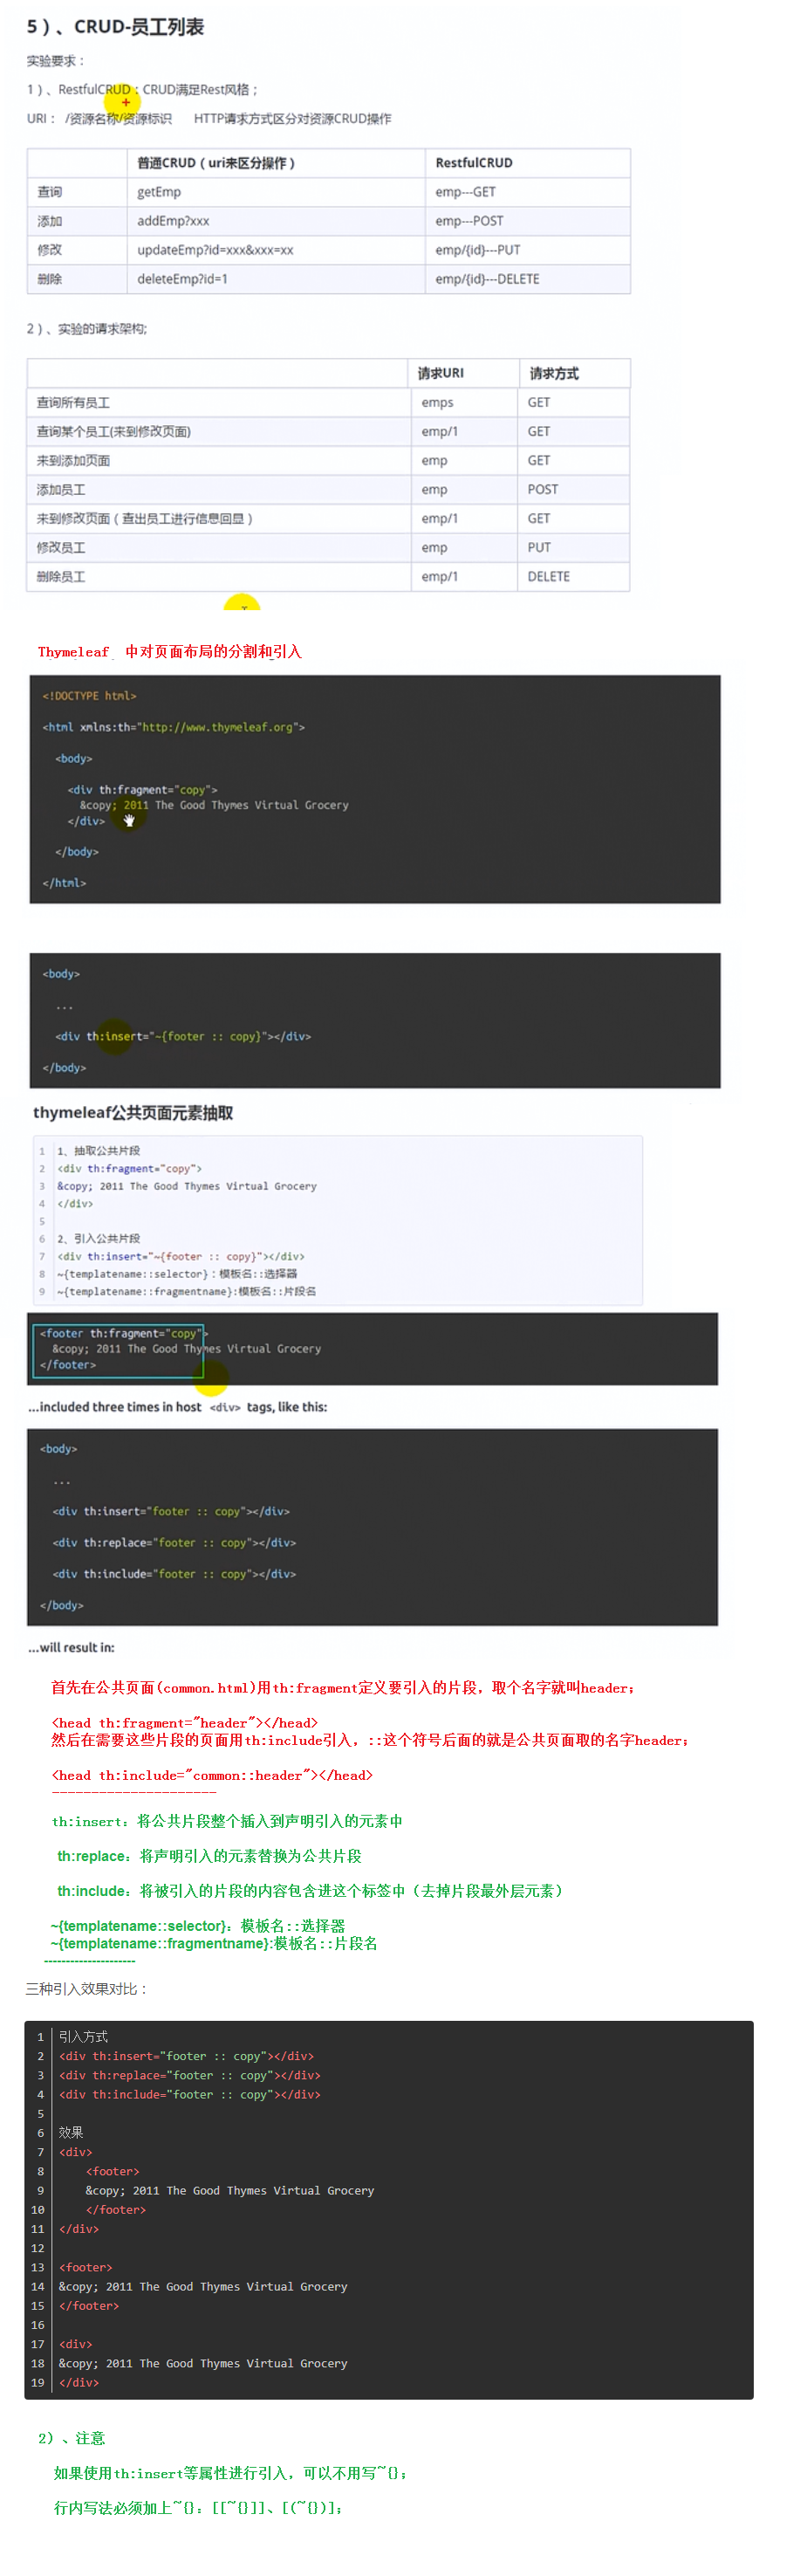 5）、CRUD-员工列表
实验要求：
1）、RestfulCRUD：CRUD满足Rest风格；
URI： /资源名称/资源标识 HTTP请求方式区分对资源CRUD操作
普通CRUD（uri来区分操作） RestfulCRUD
查询 getEmp emp---GET
添加 addEmp?xxx emp---POST
修改 updateEmp?id=xxx&xxx=xx emp/{id}---PUT
删除 deleteEmp?id=1 emp/{id}---DELETE
2）、实验的请求架构;
请求URI 请求方式
查询所有员工 emps GET
查询某个员工(来到修改页面) emp/1 GET
来到添加页面 emp GET
添加员工 emp POST
来到修改页面（查出员工进行信息回显） emp/1 GET
修改员工 emp PUT
删除员工 emp/1 DELETE
Thymeleaf 中对页面布局的分割和引入
<!DOCTYPE html>
<html xmlns:th="http://www.thymeleaf.org">
<body>
<div th:fragment="copy">
&copy; 2011 The Good Thymes Virtual Grocery
</div>
</body>
</html>
<body>
...
<div th:insert="~{footer :: copy}"></div>
</body>
thymeleaf公共页面元素抽取
1 1、抽取公共片段
2 <div th:fragment="copy">
3 &copy; 2011 The Good Thymes Virtual Grocery
4 </div>
5
6 2、引入公共片段
7 <div th:insert="~{footer :: copy}"></div>
8 ~{templatename::selector}：模板名::选择器
9 ~{templatename::fragmentname}:模板名::片段名
<footer th:fragment="copy">
&copy; 2011 The Good Thymes Virtual Grocery
</footer>
...included three times in host <div> tags, like this:
<body>
...
<div th:insert="footer :: copy"></div>
<div th:replace="footer :: copy"></div>
<div th:include="footer :: copy"></div>
</body>
...will result in:
首先在公共页面(common.html)用th:fragment定义要引入的片段，取个名字就叫header；
<head th:fragment="header"></head>
然后在需要这些片段的页面用th:include引入，::这个符号后面的就是公共页面取的名字header；
<head th:include="common::header"></head>
----------------------
th:insert：将公共片段整个插入到声明引入的元素中
th:replace：将声明引入的元素替换为公共片段
th:include：将被引入的片段的内容包含进这个标签中（去掉片段最外层元素）
~{templatename::selector}：模板名::选择器
~{templatename::fragmentname}:模板名::片段名
---------------------
三种引入效果对比：
1 引入方式
2 <div th:insert="footer :: copy"></div>
3 <div th:replace="footer :: copy"></div>
4 <div th:include="footer :: copy"></div>
5
6 效果
7 <div>
8 <footer>
9 &copy; 2011 The Good Thymes Virtual Grocery
10 </footer>
11 </div>
12
13 <footer>
14 &copy; 2011 The Good Thymes Virtual Grocery
15 </footer>
16
17 <div>
18 &copy; 2011 The Good Thymes Virtual Grocery
19 </div>
2）、注意
如果使用th:insert等属性进行引入，可以不用写~{}；
行内写法必须加上~{}：[[~{}]]、[(~{})]；